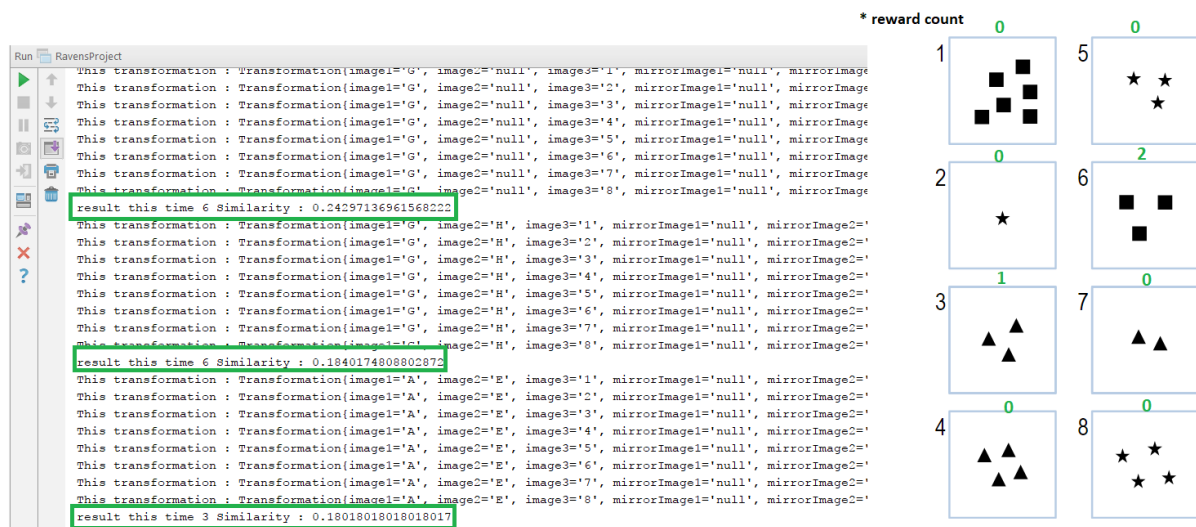 * reward count
Run RavensProject
This transformation : Transformation{image1='G', image2='null', image3='1', mirrorImage1='null', mirrorImage
This transformation : Transformation{image1='G', image2='null', image3='2', mirrorImage1='null', mirrorImage
This transformation : Transformation{image1='G', image2='null', image3='3', mirrorImage1='null', mirrorImage
This transformation : Transformation{image1='G', image2='null', image3='4', mirrorImage1='null', mirrorImage
This transformation : Transformation{image1='G', image2='null', image3='5', mirrorImage1='null', mirrorImage
This transformation : Transformation{image1='G', image2='null', image3='6', mirrorImage1='null', mirrorImage
This transformation : Transformation{image1='G', image2='null', image3='7', mirrorImage1='null', mirrorImage
This transformation : Transformation{image1='G', image2='null', image3='8', mirrorImage1='null', mirrorImage
result this time 6 Similarity : 0.24297136961568222
This transformation : Transformation{image1='G', image2='H', image3='1', mirrorImage1='null', mirrorImage2='
This transformation : Transformation{image1='G', image2='H', image3='2', mirrorImage1='null', mirrorImage2='
This transformation : Transformation{image1='G', image2='H', image3='3', mirrorImage1='null', mirrorImage2='
This transformation : Transformation{image1='G', image2='H', image3='4', mirrorImage1='null', mirrorImage2='
This transformation : Transformation{image1='G', image2='H', image3='5', mirrorImage1='null', mirrorImage2='
This transformation : Transformation{image1='G', image2='H', image3='6', mirrorImage1='null', mirrorImage2='
This transformation : Transformation{image1='G', image2='H', image3='7', mirrorImage1='null', mirrorImage2='
This transformation : Transformation{image1='G', image2='H', image3='8', mirrorImage1='null', mirrorImage2='
result this time 6 Similarity : 0.1840174808802872
This transformation : Transformation{image1='A', image2='E', image3='1', mirrorImage1='null', mirrorImage2='
This transformation : Transformation{image1='A', image2='E', image3='2', mirrorImage1='null', mirrorImage2='
This transformation : Transformation{image1='A', image2='E', image3='3', mirrorImage1='null', mirrorImage2='
This transformation : Transformation{image1='A', image2='E', image3='4', mirrorImage1='null', mirrorImage2='
This transformation : Transformation{image1='A', image2='E', image3='5', mirrorImage1='null', mirrorImage2='
This transformation : Transformation{image1='A', image2='E', image3='6', mirrorImage1='null', mirrorImage2='
This transformation : Transformation{image1='A', image2='E', image3='7', mirrorImage1='null', mirrorImage2='
This transformation : Transformation{image1='A', image2='E', image3='8', mirrorImage1='null', mirrorImage2='
result this time 3 Similarity : 0.18018018018018017
0 0
1 5
0 2
2 6
1 0
3 7
0 0
4 8